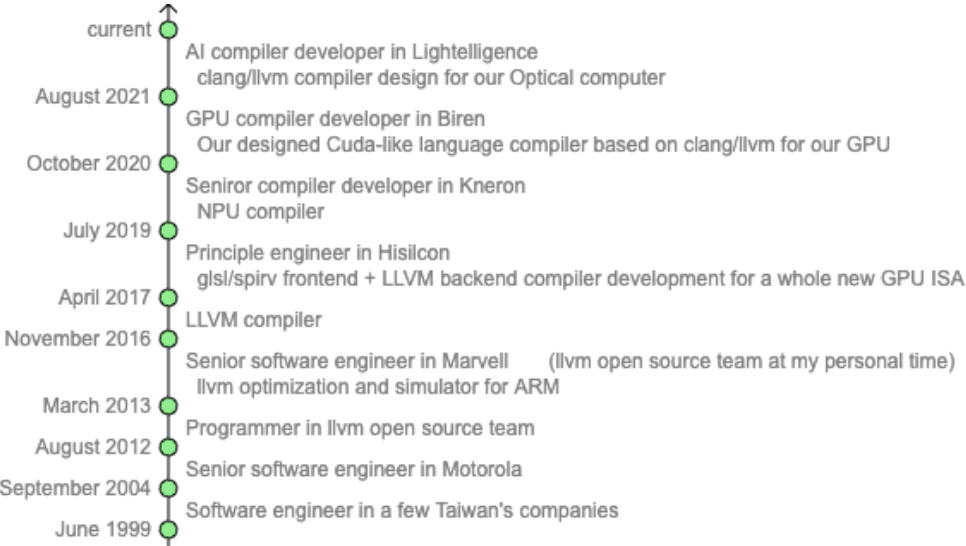 current
AI compiler developer in Lightelligence
clang/llvm compiler design for our Optical computer
August 2021
GPU compiler developer in Biren
Our designed Cuda-like language compiler based on clang/llvm for our GPU
October 2020
Seniror compiler developer in Kneron
NPU compiler
July 2019
Principle engineer in Hisilcon
glsl/spirv frontend + LLVM backend compiler development for a whole new GPU ISA
April 2017
LLVM compiler
November 2016
Senior software engineer in Marvell (llvm open source team at my personal time)
llvm optimization and simulator for ARM
March 2013
Programmer in llvm open source team
August 2012
Senior software engineer in Motorola
September 2004
Software engineer in a few Taiwan's companies
June 1999